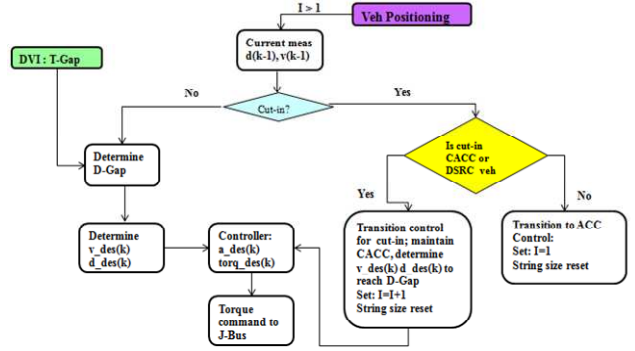 I > 1
Veh Positioning
Current meas
d(k-1), v(k-1)
DVI : T-Gap
No
Cut-in?
Yes
Is cut-in
CACC or
DSRC veh
Determine
D-Gap
Yes
No
Determine
v_des(k)
d_des(k)
Controller:
a_des(k)
torq_des(k)
Transition control
for cut-in; maintain
CACC, determine
v_des(k) d_des(k) to
reach D-Gap
Set: I=I+1
String size reset
Transition to ACC
Control:
Set: I=1
String size reset
Torque
command to
J-Bus